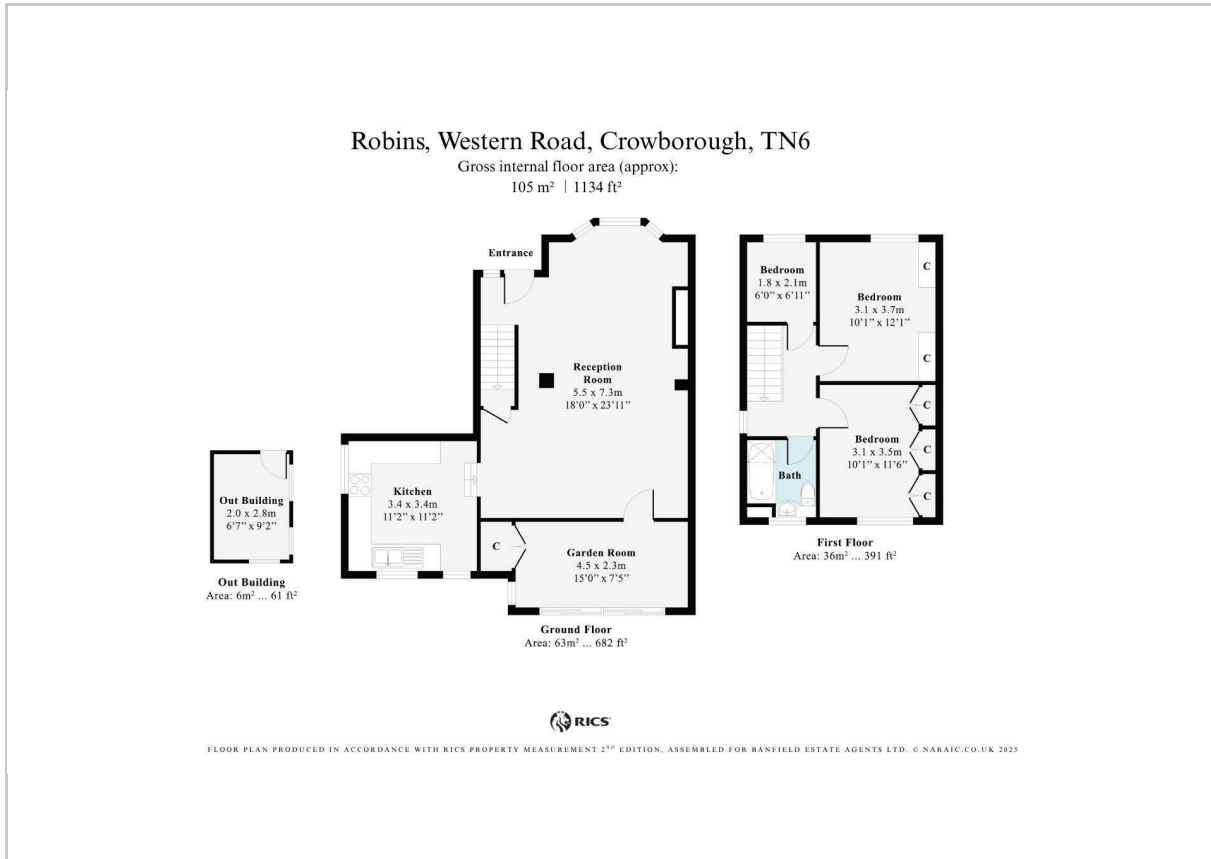 Robins, Western Road, Crowborough, TN6
Gross internal floor area (approx):
105 m² | 1134 ft²
Entrance
Reception
Room
5.5 x 7.3m
18'0” x 23'11”
Kitchen
3.4 x 3.4m
11'2” x 11'2”
C
Garden Room
4.5 x 2.3m
15'0” x 7'5”
Ground Floor
Area: 63m² ... 682 ft²
Out Building
2.0 x 2.8m
6'7” x 9'2”
Out Building
Area: 6m² ... 61 ft²
Bedroom
1.8 x 2.1m
6'0” x 6'11”
Bedroom
3.1 x 3.7m
10'1” x 12'1”
C
C
Bedroom
3.1 x 3.5m
10'1” x 11'6”
C
C
C
Bath
First Floor
Area: 36m² ... 391 ft²
RICS
FLOOR PLAN PRODUCED IN ACCORDANCE WITH RICS PROPERTY MEASUREMENT 2ND EDITION, ASSEMBLED FOR BANFIELD ESTATE AGENTS LTD. © NARAIC.CO.UK 2025